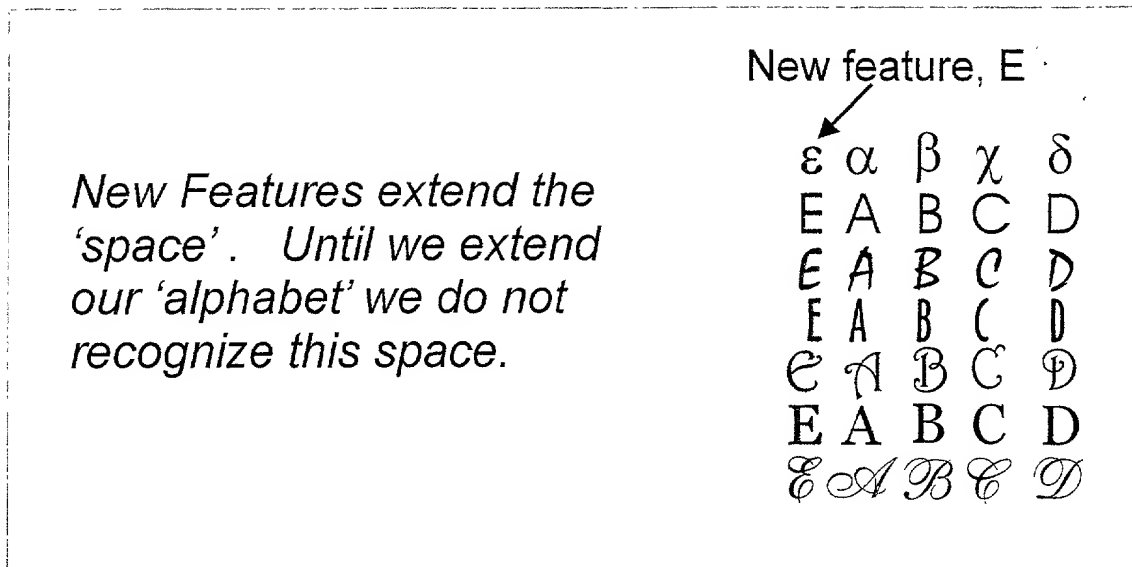 New feature, E
New Features extend the
'space'. Until we extend
our 'alphabet' we do not
recognize this space.
ε α β χ δ
E A B C D
E A B C D
E A B C D
E A B C D
E A B C D
E A B C D